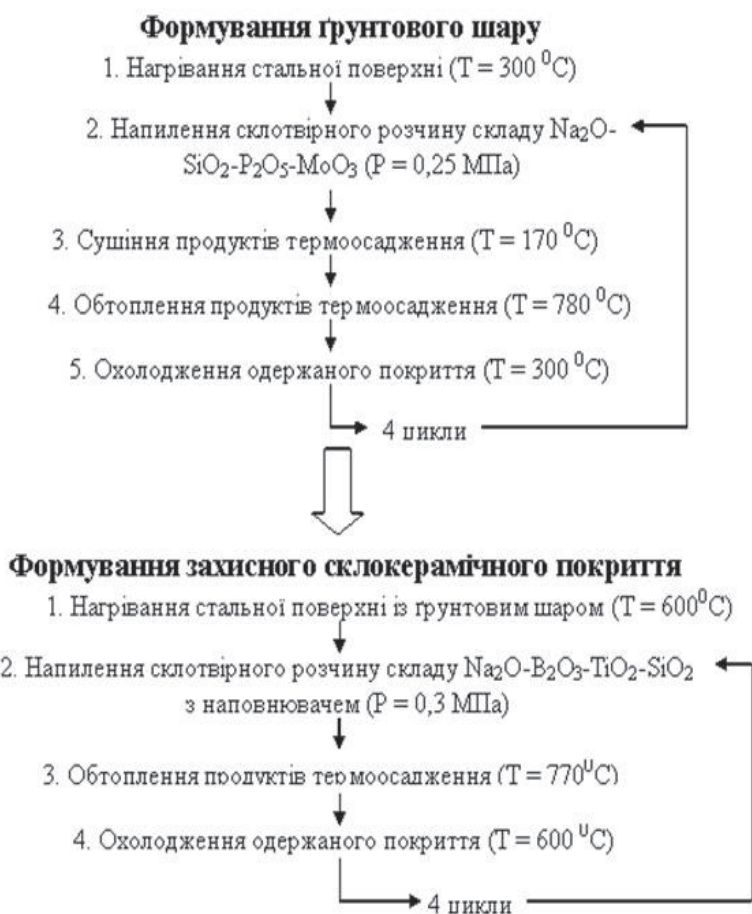 Формування ґрунтового шару
1. Нагрівання стальної поверхні (T = 300 ⁰C)
2. Напилення склотвірного розчину складу Na₂O-
SiO₂-P₂O₅-MoO₃ (P = 0,25 МПа)
3. Сушіння продуктів термоосадження (T = 170 ⁰C)
4. Обтоплення продуктів термоосадження (T = 780 ⁰C)
5. Охолодження одержаного покриття (T = 300 ⁰C)
4 цикли
Формування захисного склокерамічного покриття
1. Нагрівання стальної поверхні із ґрунтовим шаром (T = 600⁰C)
2. Напилення склотвірного розчину складу Na₂O-B₂O₃-TiO₂-SiO₂
з наповнювачем (P = 0,3 МПа)
3. Обтоплення продуктів термоосадження (T = 770⁰C)
4. Охолодження одержаного покриття (T = 600 ⁰C)
4 цикли